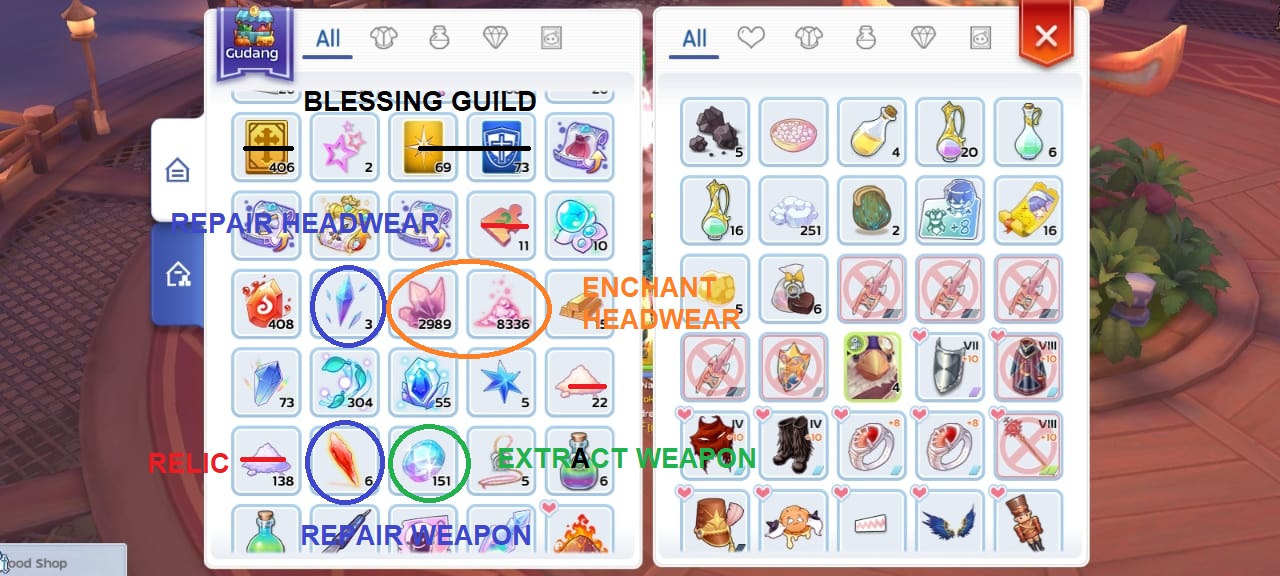 Gudang
All
All
BLESSING GUILD
406
2
69
73
REPAIR HEADWEAR
11
10
408
3
2989
8336
ENCHANT
HEADWEAR
73
304
55
5
22
RELIC
138
6
151
5
6
EXTRACT WEAPON
REPAIR WEAPON
ood Shop
5
4
20
6
16
251
2
+8
16
5
6
4
VII
+10
VIII
+10
IV
+10
IV
+10
+8
+8
VIII
+10